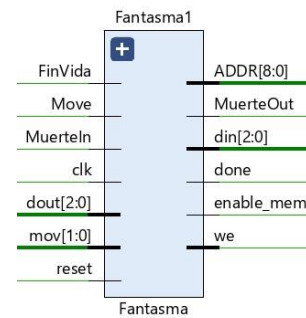 Fantasma1
FinVida
Move
MuerteIn
clk
dout[2:0]
mov[1:0]
reset
ADDR[8:0]
MuerteOut
din[2:0]
done
enable_mem
we
Fantasma